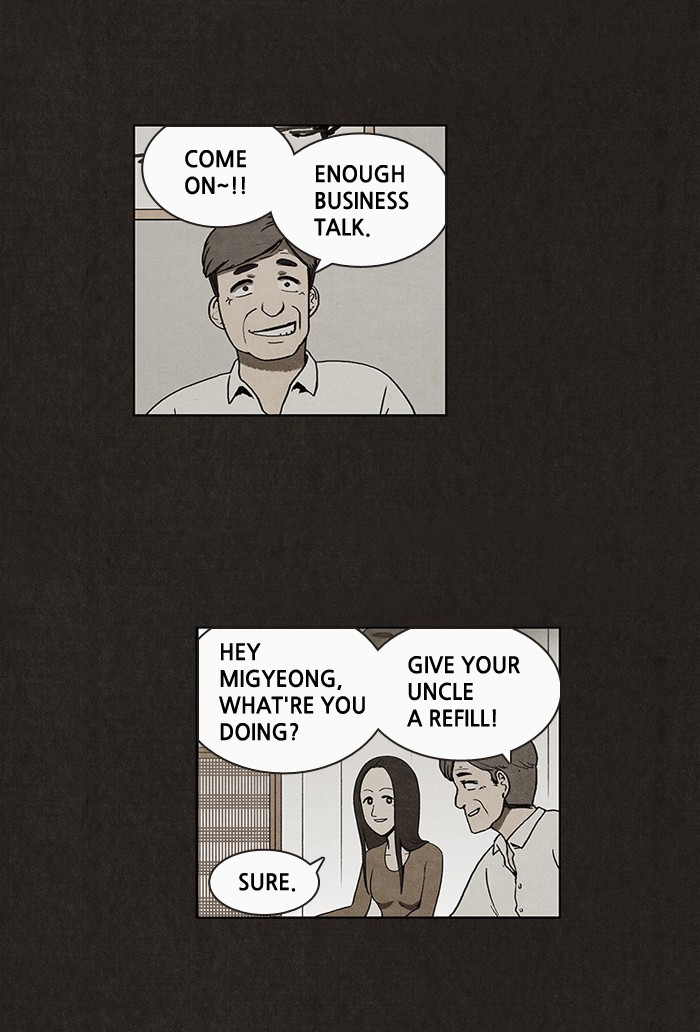 COME
ON~!!
ENOUGH
BUSINESS
TALK.
HEY
MIGYEONG,
WHAT'RE YOU
DOING?
GIVE YOUR
UNCLE
A REFILL!
SURE.